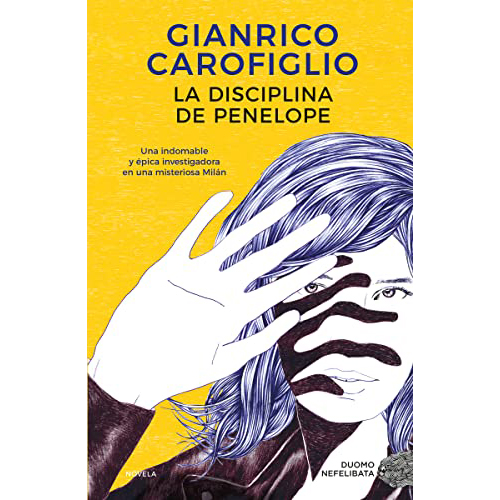 GIANRICO
CAROFIGLIO
LA DISCIPLINA
DE PENELOPE
Una indomable
y épica investigadora
en una misteriosa Milán
NOVELA
DUOMO
NEFELIBATA